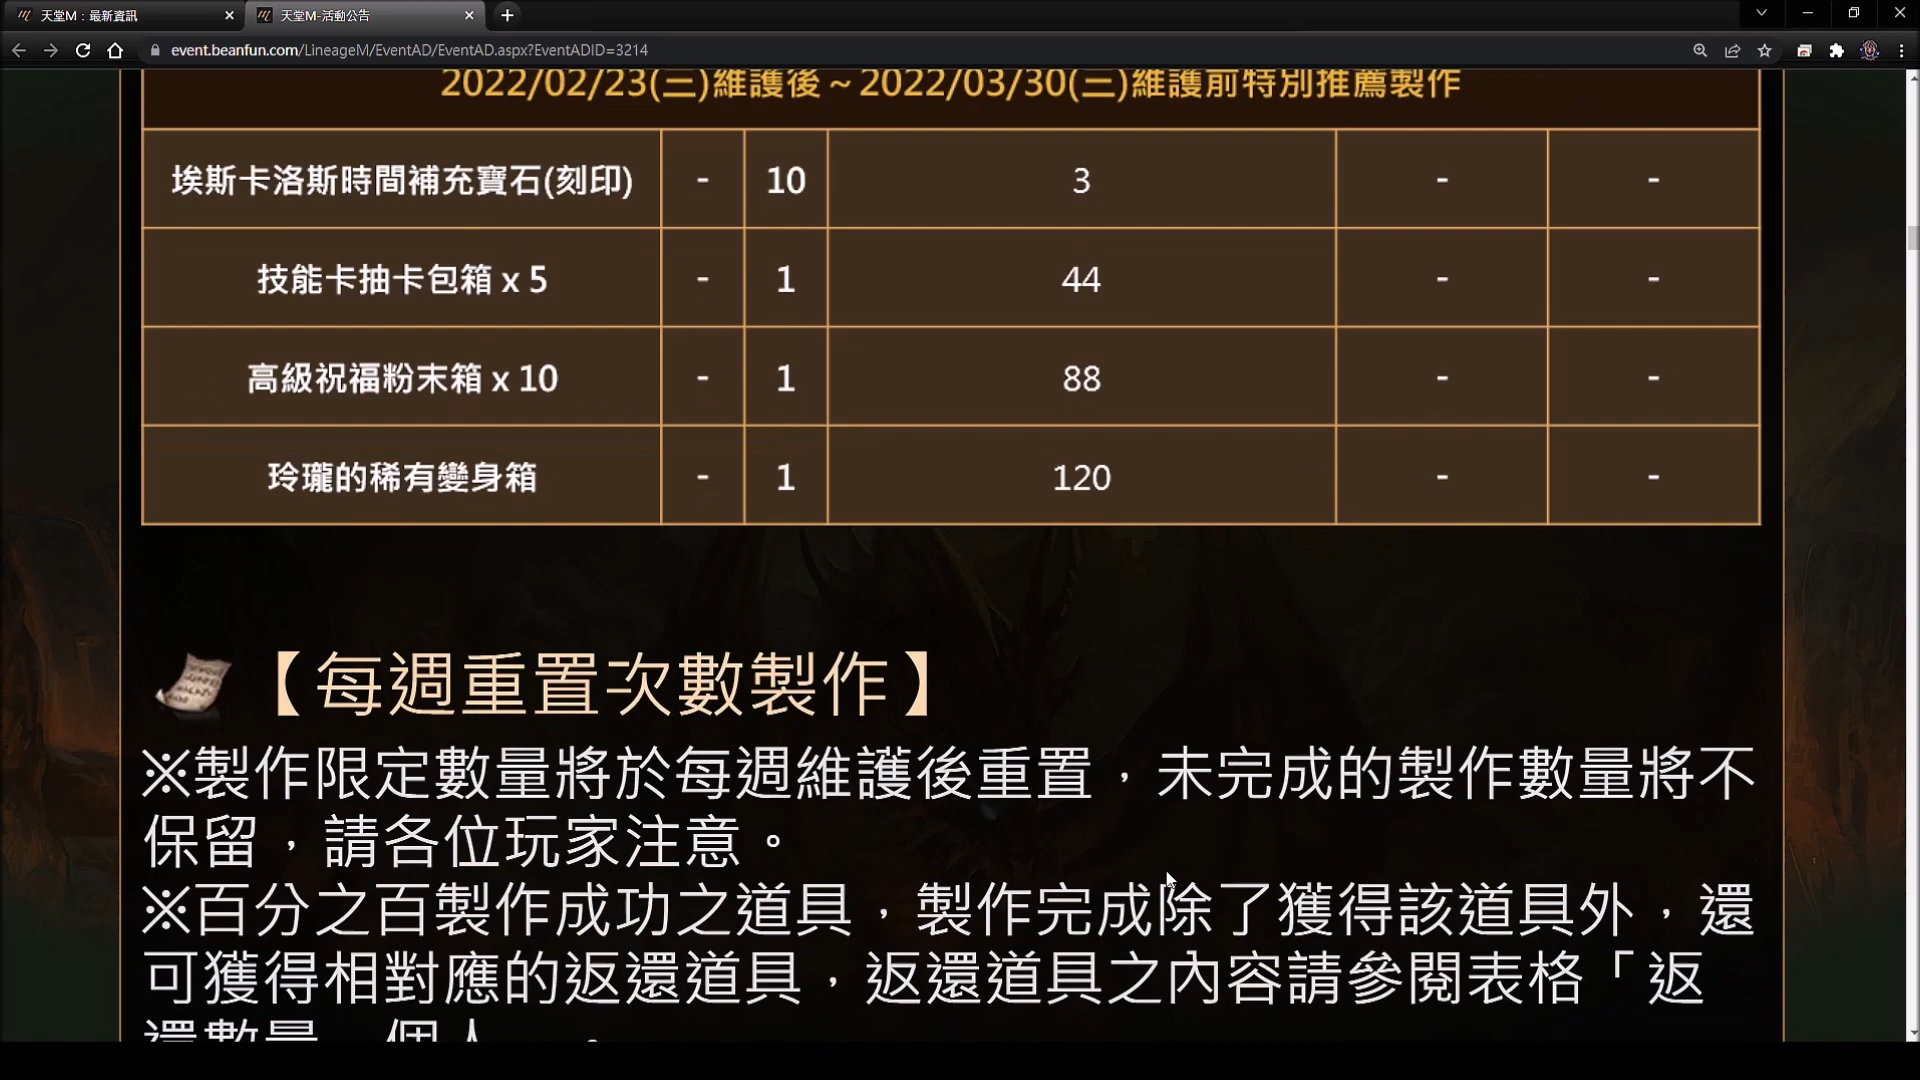 天堂M：最新資訊
天堂M-活動公告
event.beanfun.com/LineageM/EventAD/EventAD.aspx?EventADID=3214
2022/02/23(三)維護後～2022/03/30(三)維護前特別推薦製作
埃斯卡洛斯時間補充寶石(刻印) - 10 3 - -
技能卡抽卡包箱 x 5 - 1 44 - -
高級祝福粉末箱 x 10 - 1 88 - -
玲瓏的稀有變身箱 - 1 120 - -
【每週重置次數製作】
※製作限定數量將於每週維護後重置，未完成的製作數量將不
保留，請各位玩家注意。
※百分之百製作成功之道具，製作完成除了獲得該道具外，還
可獲得相對應的返還道具，返還道具之內容請參閱表格「返